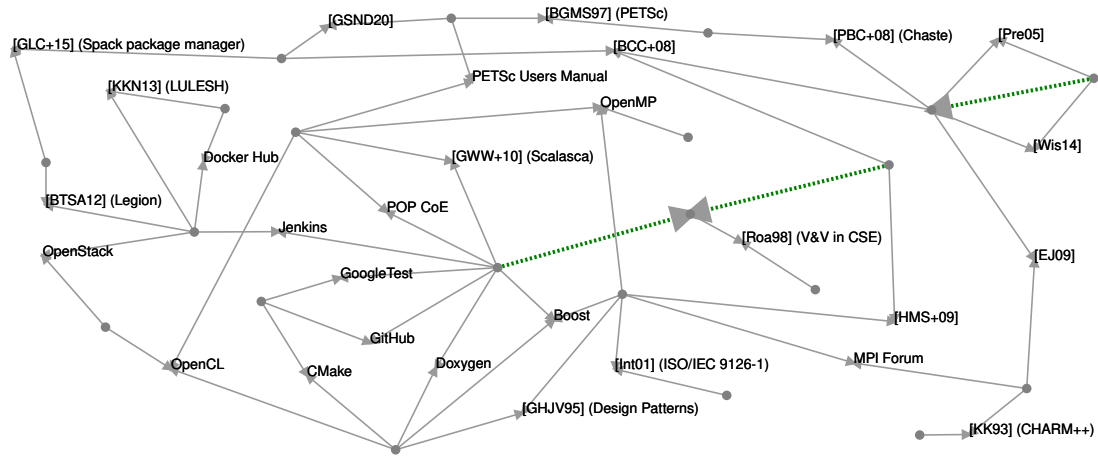 [GSND20]
[BGMS97] (PETSc)
[GLC+15] (Spack package manager)
[BCC+08]
[PBC+08] (Chaste)
[Pre05]
[KKN13] (LULESH)
PETSc Users Manual
OpenMP
Docker Hub
[GWW+10] (Scalasca)
[Wis14]
[BTSA12] (Legion)
POP CoE
Jenkins
[Roa98] (V&V in CSE)
OpenStack
GoogleTest
[EJ09]
Boost
[HMS+09]
GitHub
OpenCL
CMake
Doxygen
[Int01] (ISO/IEC 9126-1)
MPI Forum
[GHJV95] (Design Patterns)
[KK93] (CHARM++)